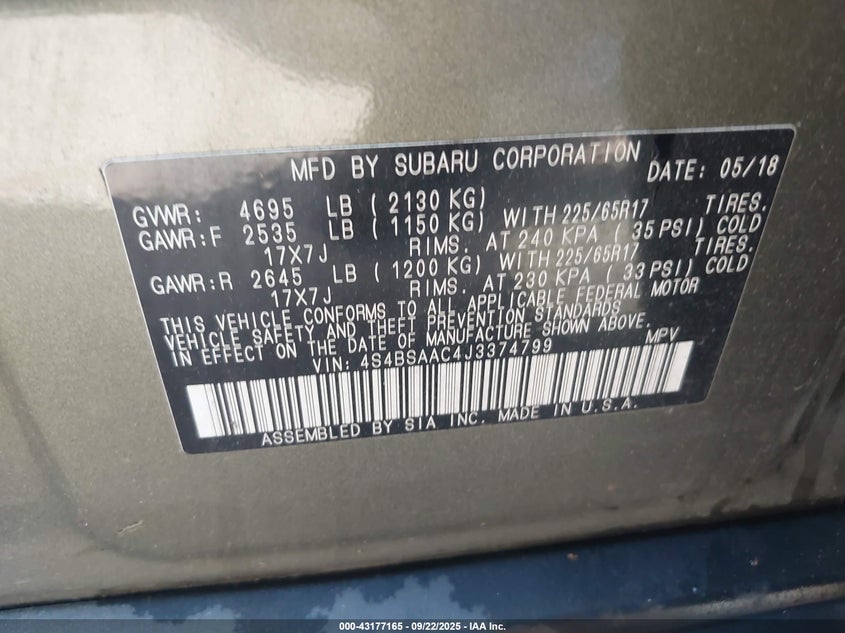 MFD BY SUBARU CORPORATION DATE: 05/18
GVWR: 4695 LB ( 2130 KG)
GAWR:F 2535 LB ( 1150 KG) WITH 225/65R17 TIRES.
17X7J RIMS. AT 240 KPA ( 35 PSI) COLD
GAWR:R 2645 LB ( 1200 KG) WITH 225/65R17 TIRES.
17X7J RIMS. AT 230 KPA ( 33 PSI) COLD
THIS VEHICLE CONFORMS TO ALL APPLICABLE FEDERAL MOTOR
VEHICLE SAFETY AND THEFT PREVENTION STANDARDS
IN EFFECT ON THE DATE OF MANUFACTURE SHOWN ABOVE.
VIN: 4S4BSAAC4J3374799 MPV
ASSEMBLED BY SIA INC. MADE IN U.S.A.
000-43177165 - 09/22/2025 - IAA Inc.